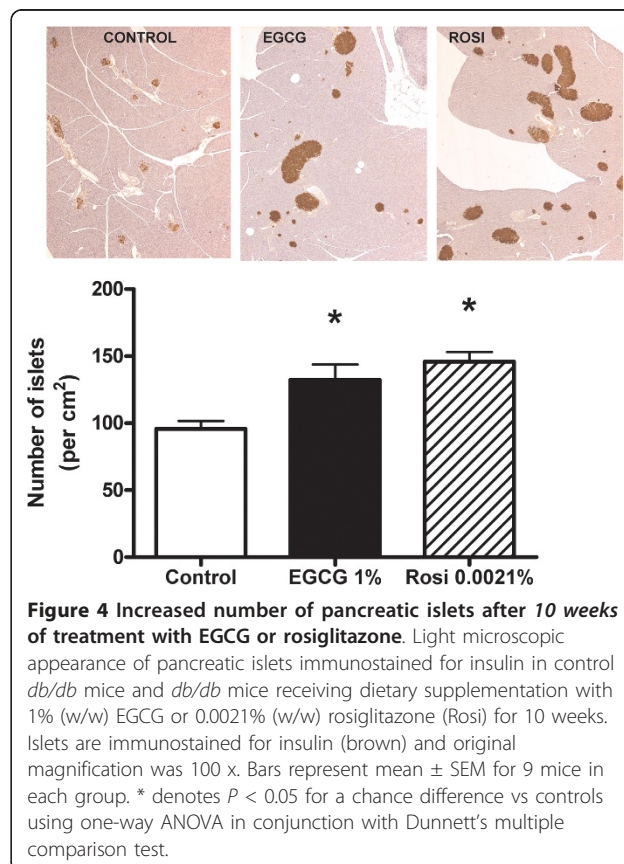 CONTROL EGCG ROSI
200
150
100
50
0
Number of islets
(per cm²)
* *
Control EGCG 1% Rosi 0.0021%
Figure 4 Increased number of pancreatic islets after 10 weeks
of treatment with EGCG or rosiglitazone. Light microscopic
appearance of pancreatic islets immunostained for insulin in control
db/db mice and db/db mice receiving dietary supplementation with
1% (w/w) EGCG or 0.0021% (w/w) rosiglitazone (Rosi) for 10 weeks.
Islets are immunostained for insulin (brown) and original
magnification was 100 x. Bars represent mean ± SEM for 9 mice in
each group. * denotes P < 0.05 for a chance difference vs controls
using one-way ANOVA in conjunction with Dunnett's multiple
comparison test.